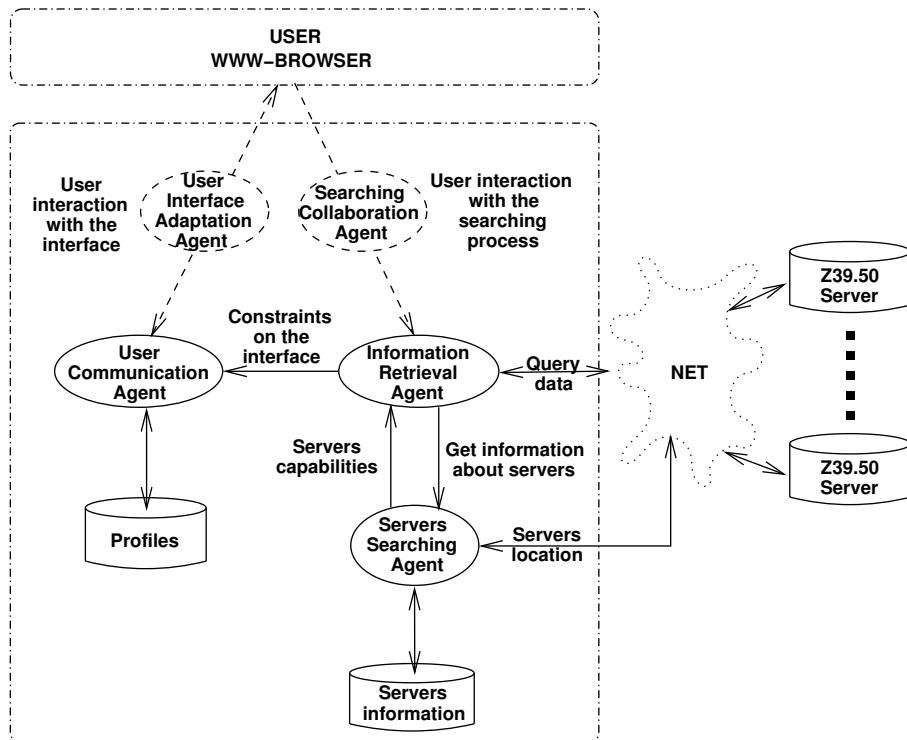 USER
WWW−BROWSER
User
interaction
with the
interface
User
Interface
Adaptation
Agent
Searching
Collaboration
Agent
User interaction
with the
searching
process
Z39.50
Server
Constraints
on the
interface
User
Communication
Agent
Information
Retrieval
Agent
Query
data
NET
Servers
capabilities
Get information
about servers
Z39.50
Server
Profiles
Servers
Searching
Agent
Servers
location
Servers
information